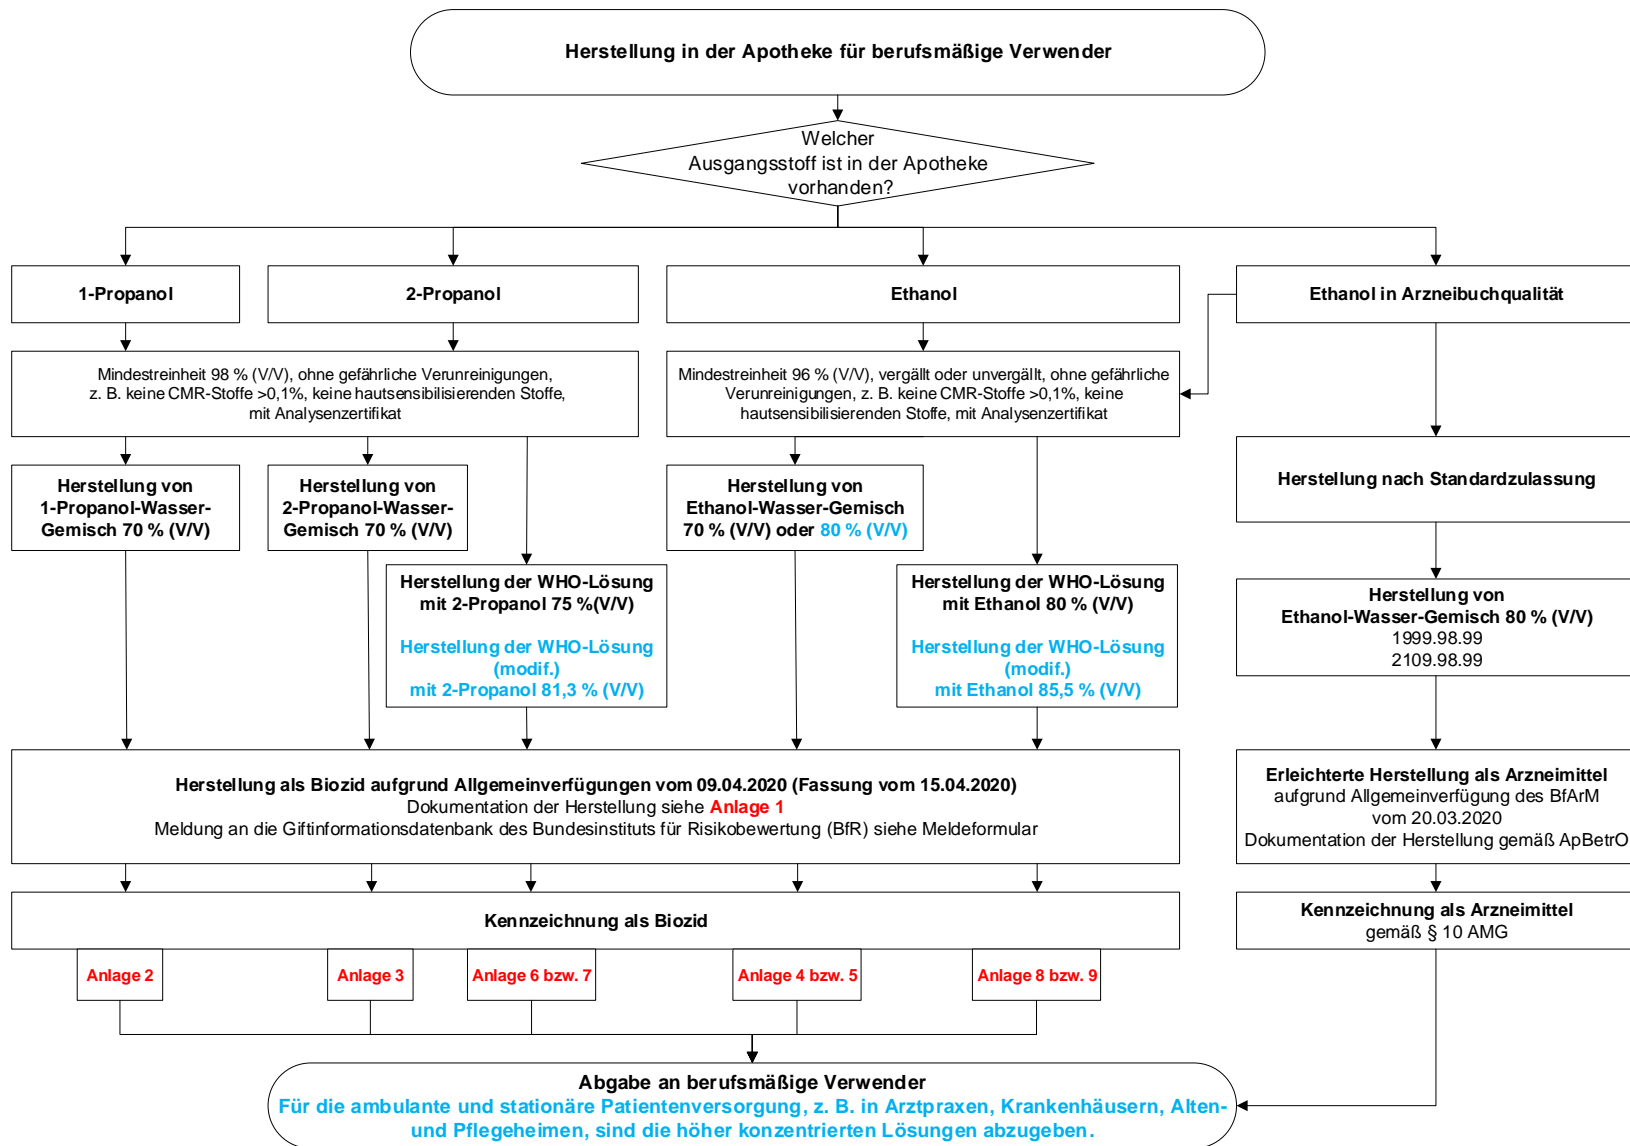 Herstellung in der Apotheke für berufsmäßige Verwender
Welcher
Ausgangsstoff ist in der Apotheke
vorhanden?
1-Propanol
2-Propanol
Ethanol
Ethanol in Arzneibuchqualität
Mindestreinheit 98 % (V/V), ohne gefährliche Verunreinigungen,
z. B. keine CMR-Stoffe >0,1%, keine hautsensibilisierenden Stoffe,
mit Analysenzertifikat
Mindestreinheit 96 % (V/V), vergällt oder unvergällt, ohne gefährliche
Verunreinigungen, z. B. keine CMR-Stoffe >0,1%, keine
hautsensibilisierenden Stoffe, mit Analysenzertifikat
Herstellung von
1-Propanol-Wasser-
Gemisch 70 % (V/V)
Herstellung von
2-Propanol-Wasser-
Gemisch 70 % (V/V)
Herstellung von
Ethanol-Wasser-Gemisch
70 % (V/V) oder 80 % (V/V)
Herstellung nach Standardzulassung
Herstellung der WHO-Lösung
mit 2-Propanol 75 %(V/V)
Herstellung der WHO-Lösung
(modif.)
mit 2-Propanol 81,3 % (V/V)
Herstellung der WHO-Lösung
mit Ethanol 80 % (V/V)
Herstellung der WHO-Lösung
(modif.)
mit Ethanol 85,5 % (V/V)
Herstellung von
Ethanol-Wasser-Gemisch 80 % (V/V)
1999.98.99
2109.98.99
Herstellung als Biozid aufgrund Allgemeinverfügungen vom 09.04.2020 (Fassung vom 15.04.2020)
Dokumentation der Herstellung siehe Anlage 1
Meldung an die Giftinformationsdatenbank des Bundesinstituts für Risikobewertung (BfR) siehe Meldeformular
Erleichterte Herstellung als Arzneimittel
aufgrund Allgemeinverfügung des BfArM
vom 20.03.2020
Dokumentation der Herstellung gemäß ApBetrO
Kennzeichnung als Biozid
Kennzeichnung als Arzneimittel
gemäß § 10 AMG
Anlage 2
Anlage 3
Anlage 6 bzw. 7
Anlage 4 bzw. 5
Anlage 8 bzw. 9
Abgabe an berufsmäßige Verwender
Für die ambulante und stationäre Patientenversorgung, z. B. in Arztpraxen, Krankenhäusern, Alten-
und Pflegeheimen, sind die höher konzentrierten Lösungen abzugeben.